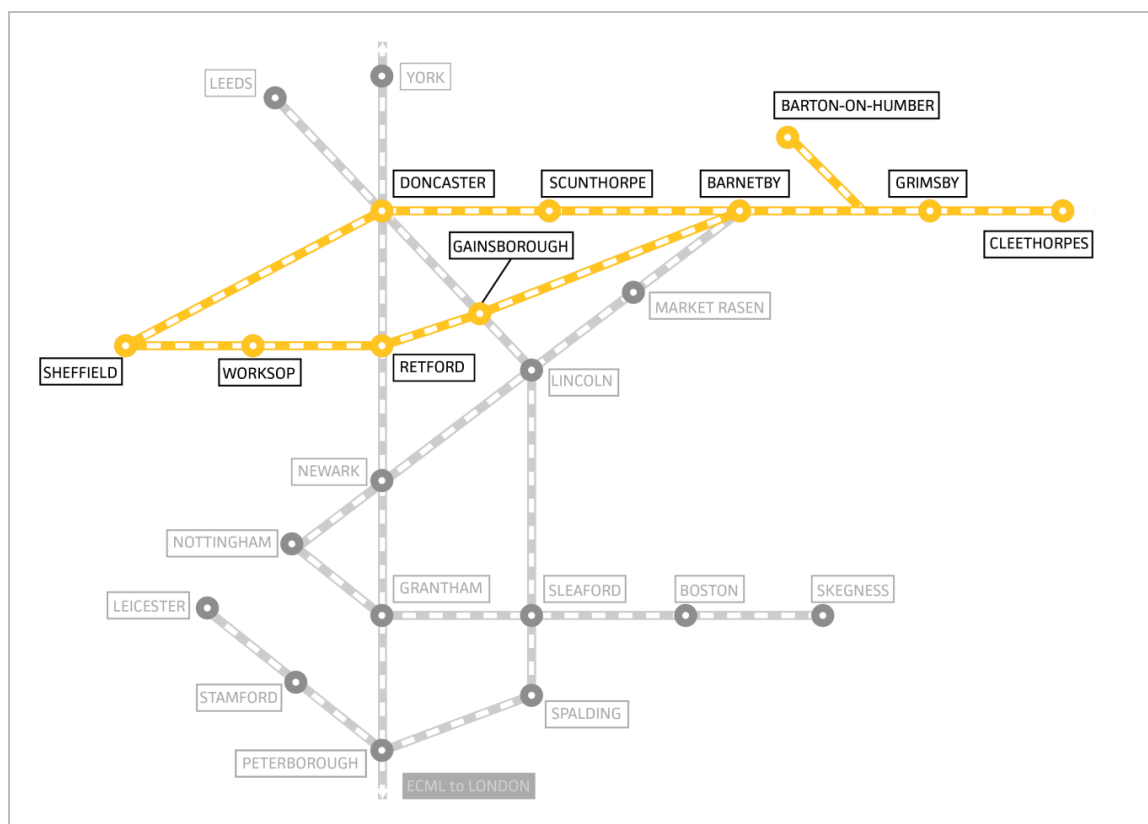 YORK
LEEDS
BARTON-ON-HUMBER
DONCASTER
SCUNTHORPE
BARNETBY
GRIMSBY
GAINSBOROUGH
CLEETHORPES
MARKET RASEN
SHEFFIELD
WORKSOP
RETFORD
LINCOLN
NEWARK
NOTTINGHAM
GRANTHAM
SLEAFORD
BOSTON
SKEGNESS
LEICESTER
STAMFORD
SPALDING
PETERBOROUGH
ECML to LONDON